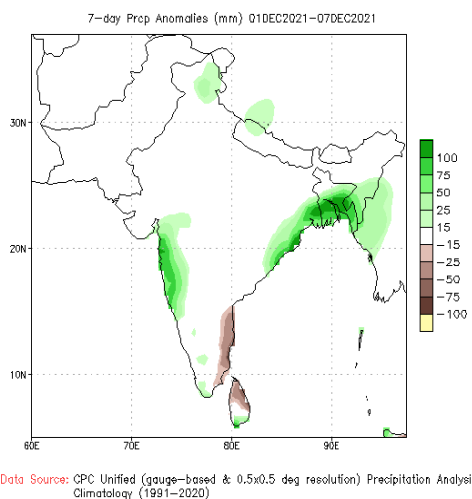 7-day Prcp Anomalies (mm) 01DEC2021-07DEC2021
30N
20N
10N
60E 70E 80E 90E
100
75
50
25
15
-15
-25
-50
-75
-100
Data Source: CPC Unified (gauge-based & 0.5x0.5 deg resolution) Precipitation Analysi
Climatology (1991-2020)